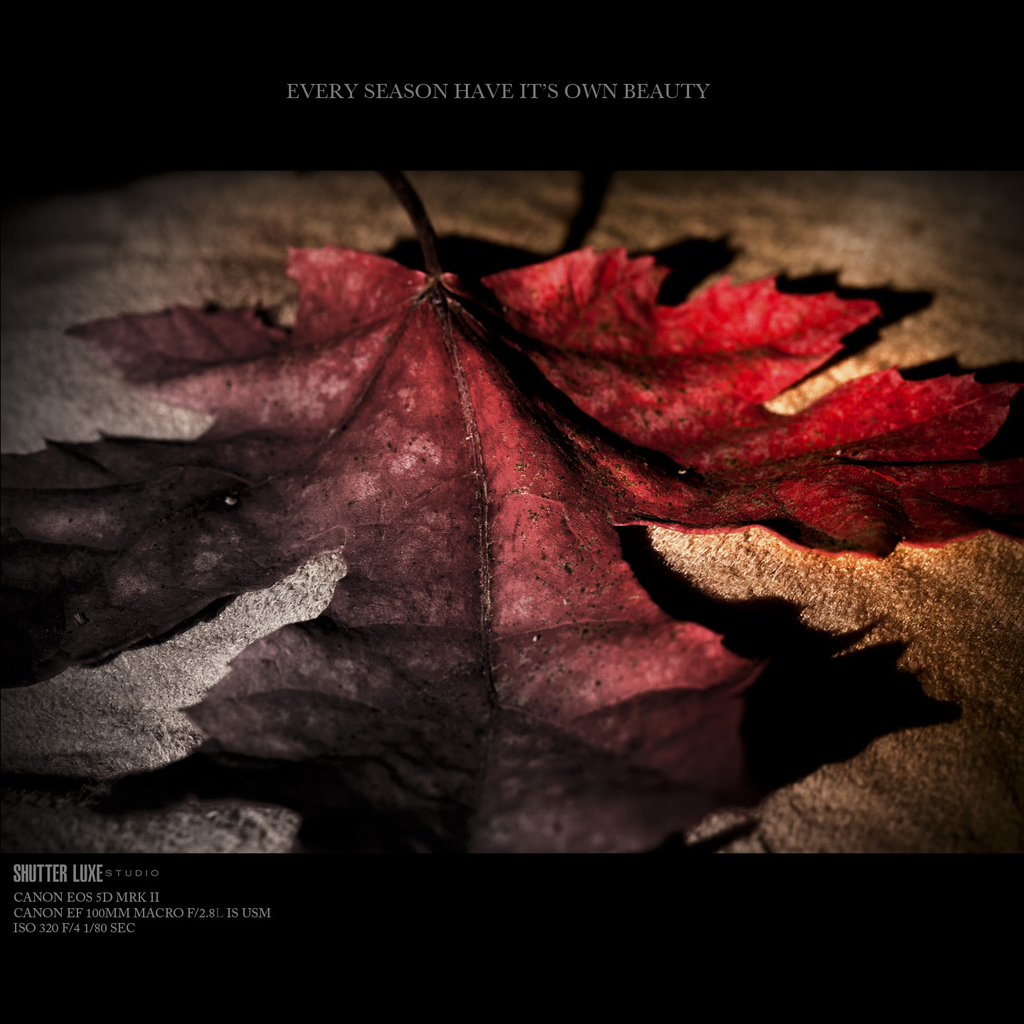 EVERY SEASON HAVE IT'S OWN BEAUTY
SHUTTER LUXE STUDIO
CANON EOS 5D MRK II
CANON EF 100MM MACRO F/2.8L IS USM
ISO 320 F/4 1/80 SEC